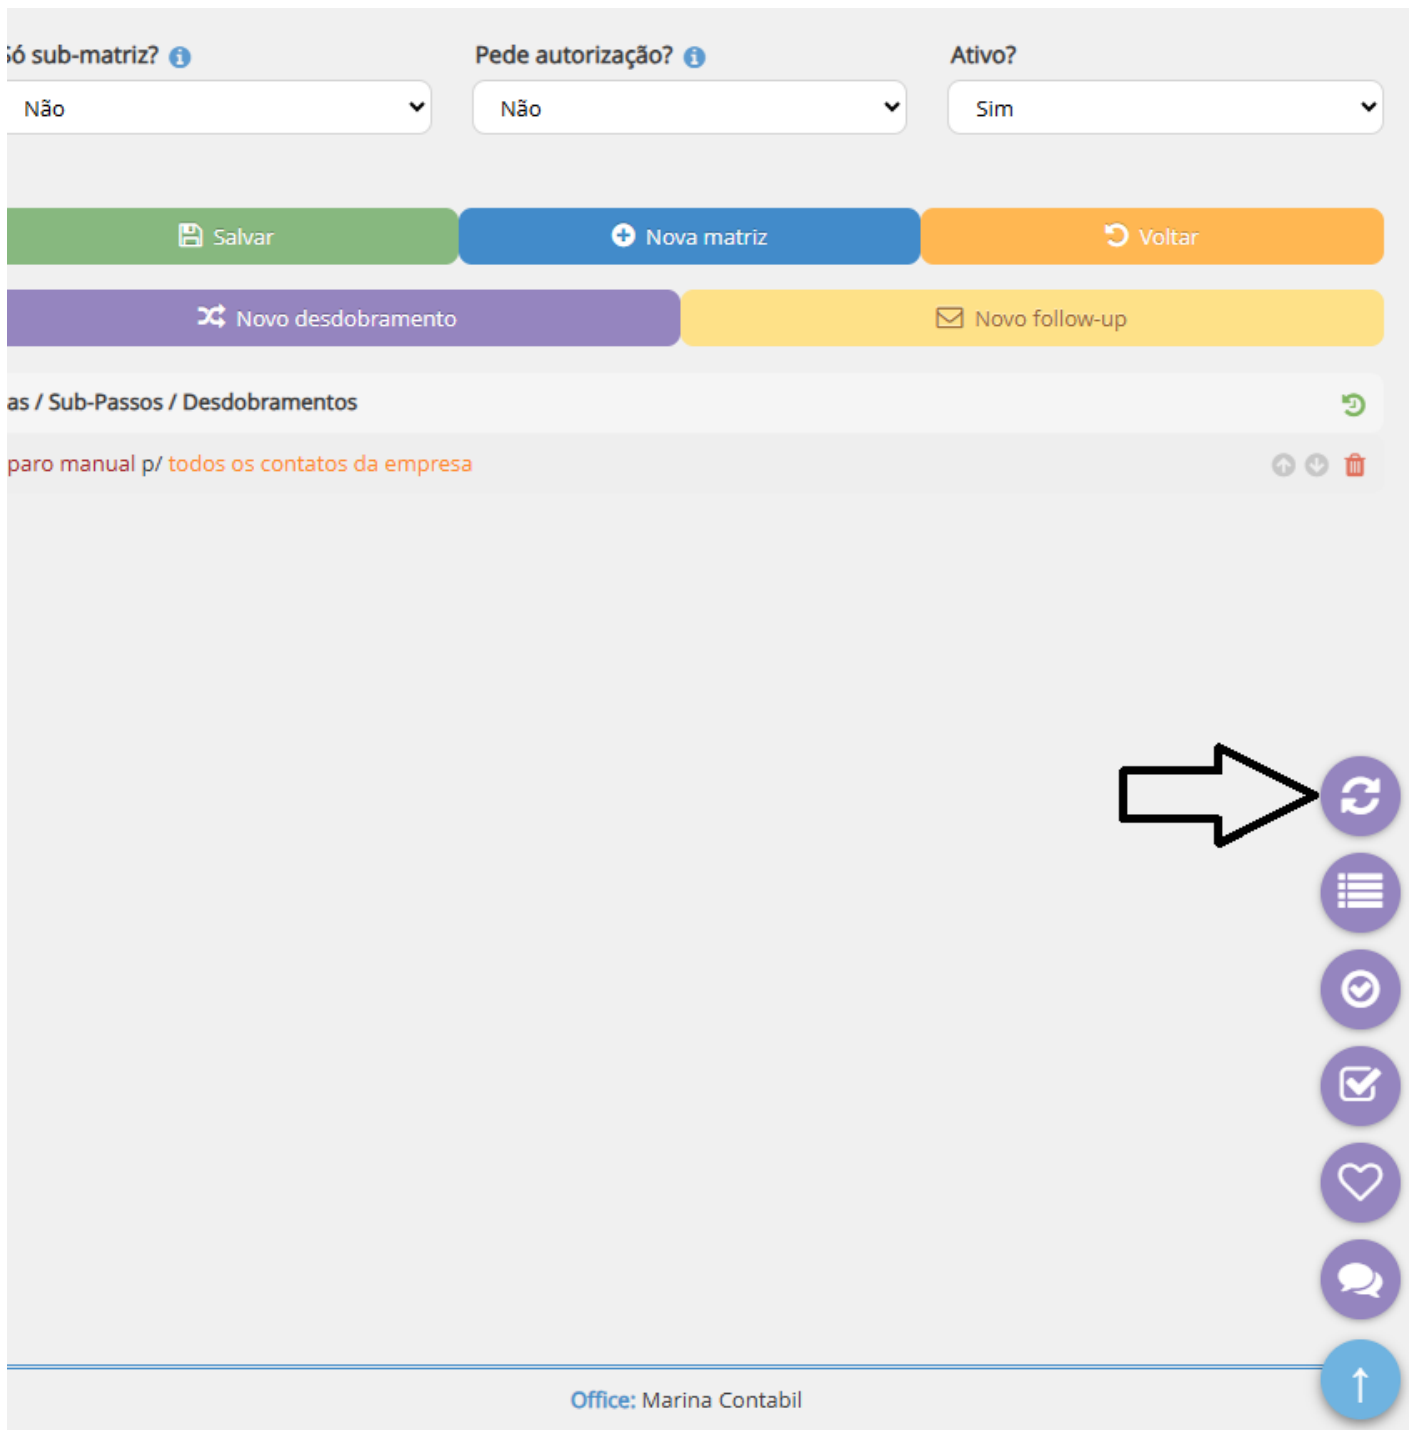 Só sub-matriz?
Pede autorização?
Ativo?
Não
Não
Sim
Salvar
Nova matriz
Voltar
Novo desdobramento
Novo follow-up
as / Sub-Passos / Desdobramentos
paro manual p/ todos os contatos da empresa
Office: Marina Contabil